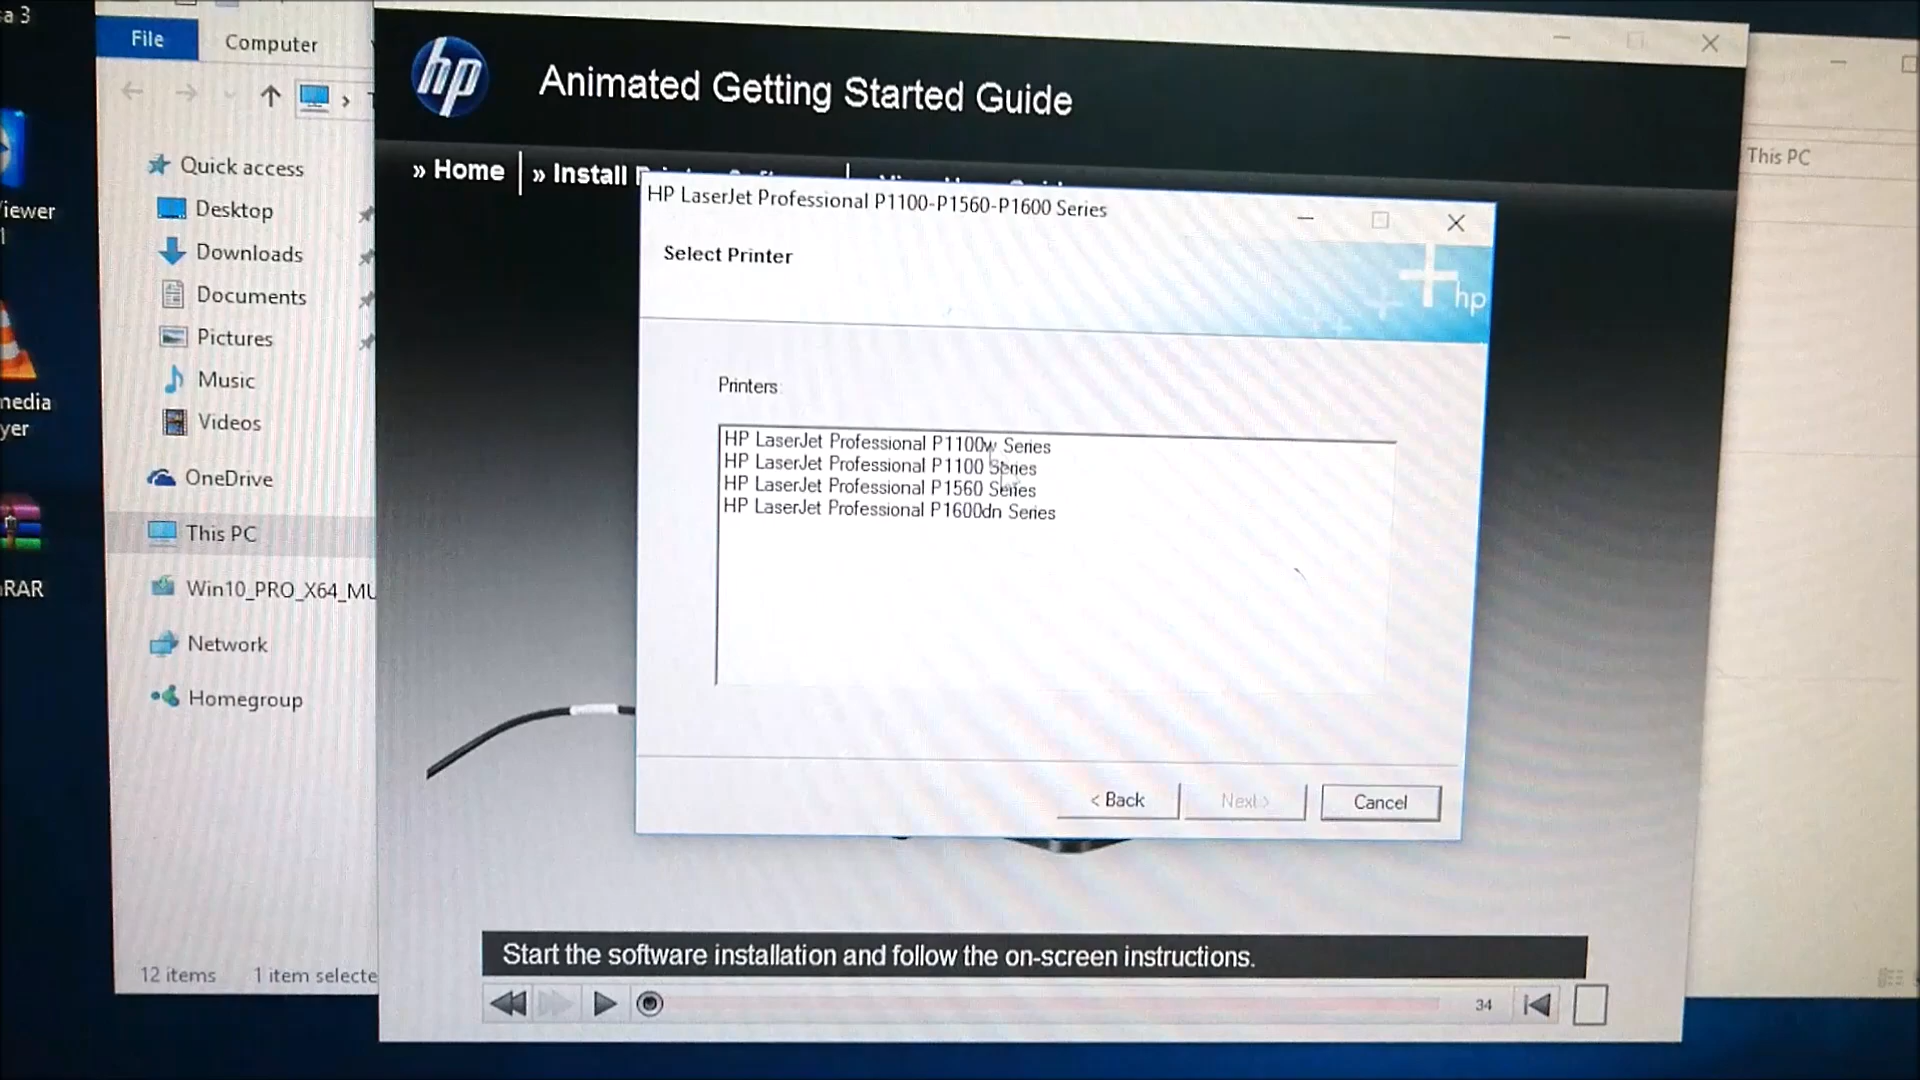 a 3
File
Computer
Quick access
Desktop
Downloads
Documents
Pictures
Music
Videos
OneDrive
This PC
Win10_PRO_X64_MU
Network
Homegroup
12 items 1 item selecte
iewer
1
media
yer
RAR
hp
Animated Getting Started Guide
» Home
» Install
HP LaserJet Professional P1100-P1560-P1600 Series
Select Printer
hp
Printers
HP LaserJet Professional P1100w Series
HP LaserJet Professional P1100 Series
HP LaserJet Professional P1560 Series
HP LaserJet Professional P1600dn Series
< Back
Next >
Cancel
Start the software installation and follow the on-screen instructions.
34
This PC